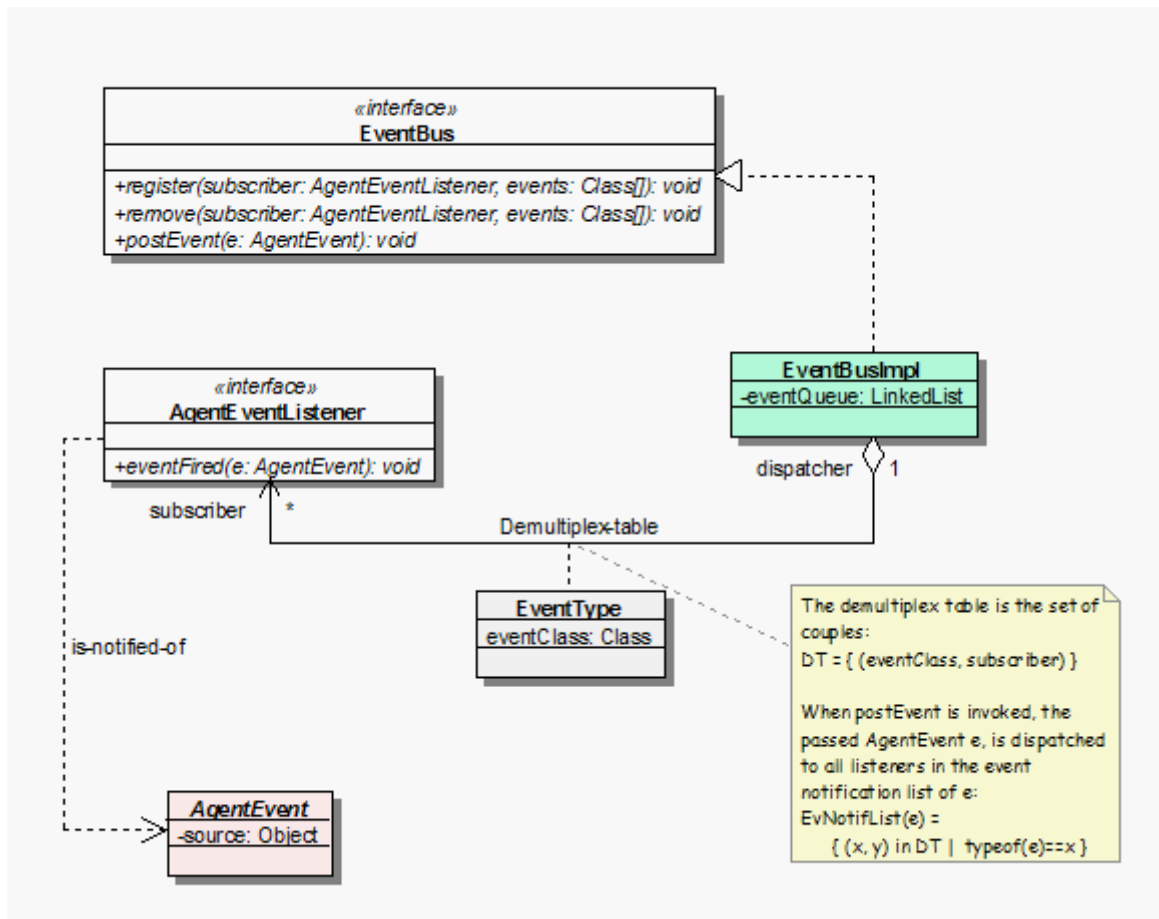 «interface»
EventBus
+register(subscriber: AgentEventListener, events: Class[]): void
+remove(subscriber: AgentEventListener, events: Class[]): void
+postEvent(e: AgentEvent): void
«interface»
AgentEventListener
+eventFired(e: AgentEvent): void
EventBusImpl
-eventQueue: LinkedList
dispatcher 1
subscriber *
Demultiplex-table
EventType
eventClass: Class
is-notified-of
The demultiplex table is the set of
couples:
DT = { (eventClass, subscriber) }
When postEvent is invoked, the
passed AgentEvent e, is dispatched
to all listeners in the event
notification list of e:
EvNotifList(e) =
{ (x, y) in DT | typeof(e)==x }
AgentEvent
-source: Object